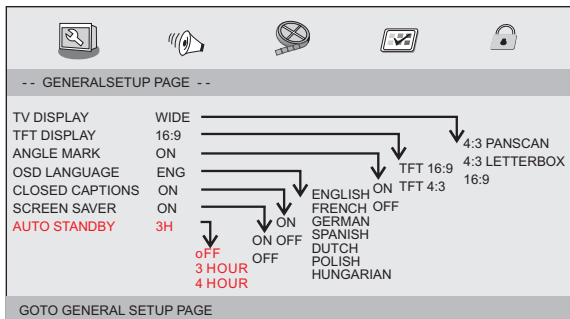 - - GENERALSETUP PAGE - -
TV DISPLAY WIDE
TFT DISPLAY 16:9
ANGLE MARK ON
OSD LANGUAGE ENG
CLOSED CAPTIONS ON
SCREEN SAVER ON
AUTO STANDBY 3H
4:3 PANSCAN
4:3 LETTERBOX
16:9
TFT 16:9
TFT 4:3
ON
OFF
ENGLISH
FRENCH
GERMAN
SPANISH
DUTCH
POLISH
HUNGARIAN
ON
OFF
ON
OFF
oFF
3 HOUR
4 HOUR
GOTO GENERAL SETUP PAGE